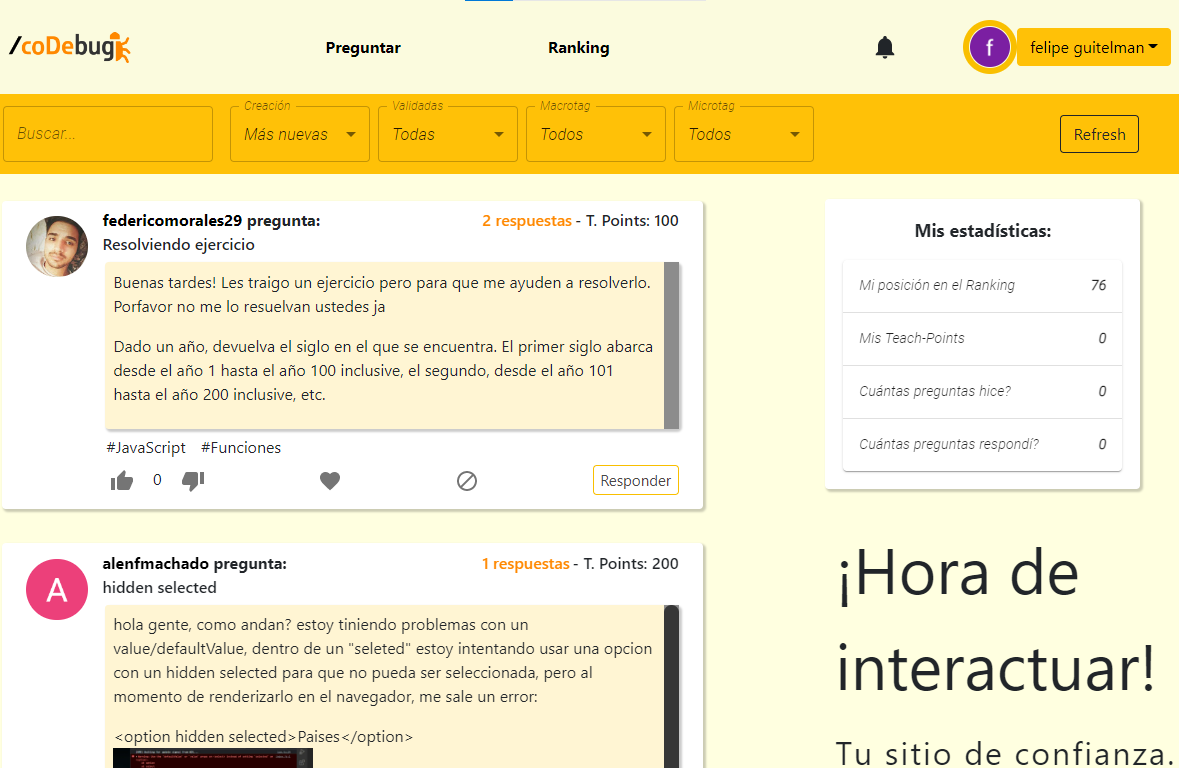 /coDebug
Preguntar
Ranking
f
felipe guitelman
Buscar...
Creación
Más nuevas
Validadas
Todas
Macrotag
Todos
Microtag
Todos
Refresh
federicomorales29 pregunta:
2 respuestas - T. Points: 100
Resolviendo ejercicio
Buenas tardes! Les traigo un ejercicio pero para que me ayuden a resolverlo.
Porfavor no me lo resuelvan ustedes ja
Dado un año, devuelva el siglo en el que se encuentra. El primer siglo abarca
desde el año 1 hasta el año 100 inclusive, el segundo, desde el año 101
hasta el año 200 inclusive, etc.
#JavaScript #Funciones
0
Responder
Mis estadísticas:
Mi posición en el Ranking 76
Mis Teach-Points 0
Cuántas preguntas hice? 0
Cuántas preguntas respondí? 0
A
alenfmachado pregunta:
1 respuestas - T. Points: 200
hidden selected
hola gente, como andan? estoy tiniendo problemas con un
value/defaultValue, dentro de un "seleted" estoy intentando usar una opcion
con un hidden selected para que no pueda ser seleccionada, pero al
momento de renderizarlo en el navegador, me sale un error:
<option hidden selected>Paises</option>
¡Hora de
interactuar!
Tu sitio de confianza.